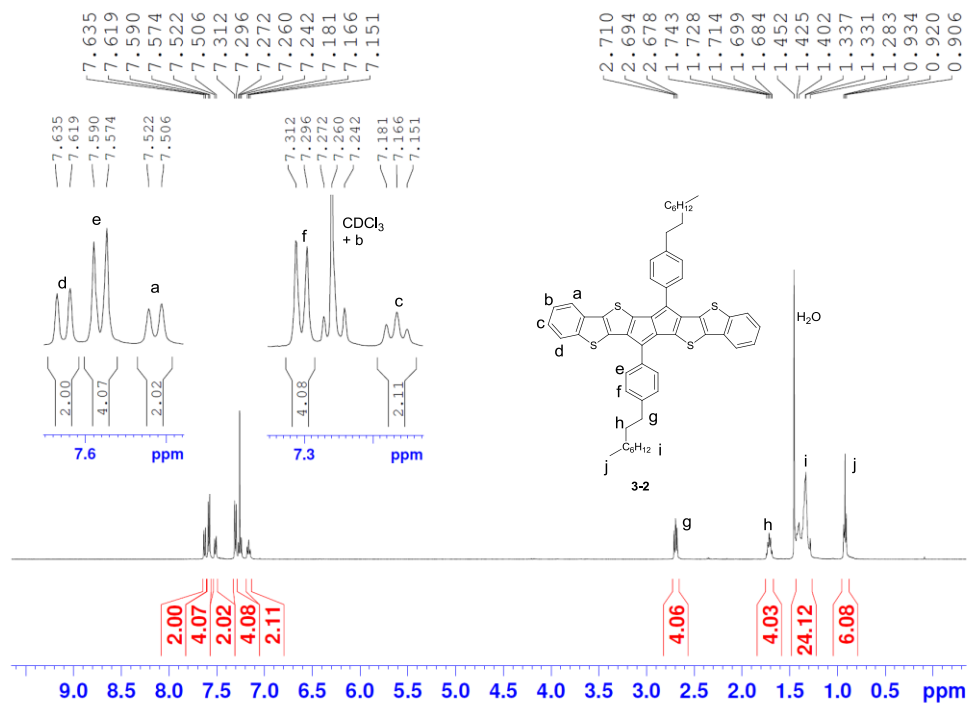 7.635
7.619
7.590
7.574
7.522
7.506
7.312
7.296
7.272
7.260
7.242
7.181
7.166
7.151
2.710
2.694
2.678
1.743
1.728
1.714
1.699
1.684
1.452
1.425
1.402
1.337
1.331
1.283
0.934
0.920
0.906
7.635
7.619
7.590
7.574
7.522
7.506
7.312
7.296
7.272
7.260
7.242
7.181
7.166
7.151
e
d
a
f
CDCl3
+ b
c
2.00
4.07
2.02
4.08
2.11
7.6 ppm
7.3 ppm
C6H12
a
b
c
d
S
S
S
S
e
f
g
h
C6H12 i
j
3-2
H2O
g
h
i
j
2.00
4.07
2.02
4.08
2.11
4.06
4.03
24.12
6.08
9.0 8.5 8.0 7.5 7.0 6.5 6.0 5.5 5.0 4.5 4.0 3.5 3.0 2.5 2.0 1.5 1.0 0.5 ppm